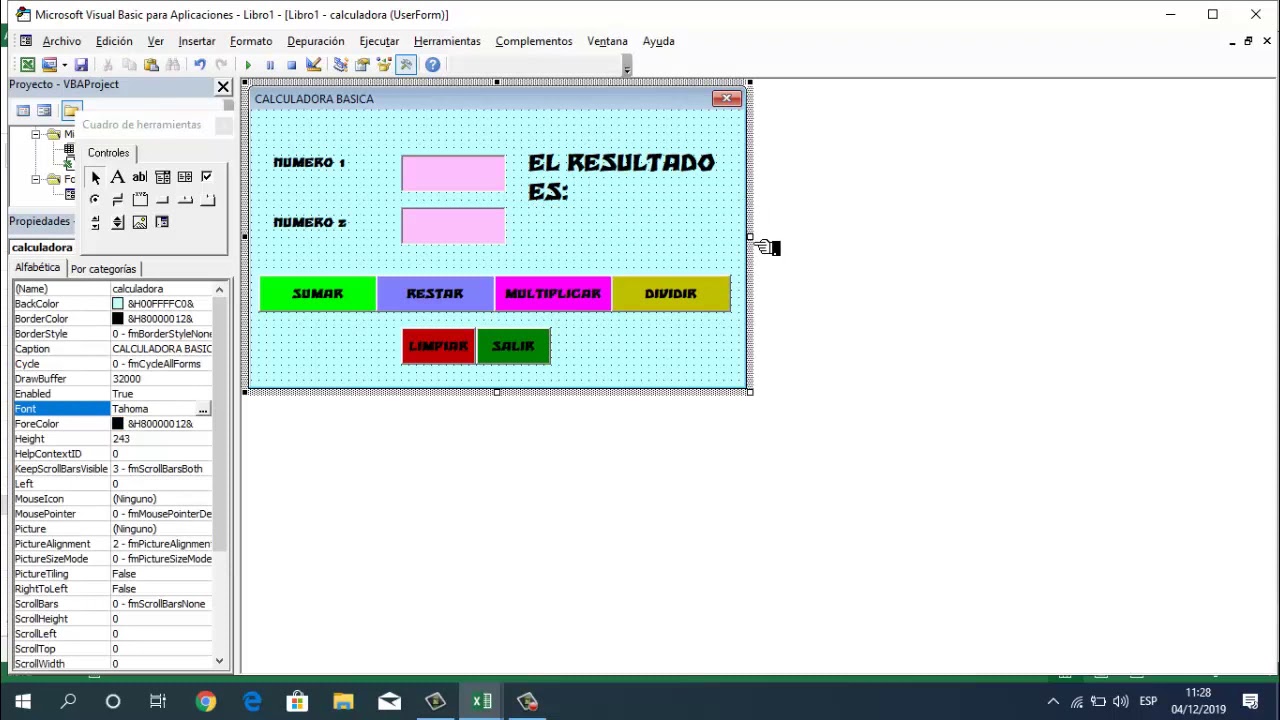 Microsoft Visual Basic para Aplicaciones - Libro1 - [Libro1 - calculadora (UserForm)]
Archivo Edición Ver Insertar Formato Depuración Ejecutar Herramientas Complementos Ventana Ayuda
Proyecto - VBAProject
Cuadro de herramientas
Controles
Propiedades
calculadora
Alfabética Por categorías
(Name) calculadora
BackColor &H00FFFFC0&
BorderColor &H80000012&
BorderStyle 0 - fmBorderStyleNone
Caption CALCULADORA BASIC
Cycle 0 - fmCycleAllForms
DrawBuffer 32000
Enabled True
Font Tahoma ...
ForeColor &H80000012&
Height 243
HelpContextID 0
KeepScrollBarsVisible 3 - fmScrollBarsBoth
Left 0
MouseIcon (Ninguno)
MousePointer 0 - fmMousePointerDe
Picture (Ninguno)
PictureAlignment 2 - fmPictureAlignment
PictureSizeMode 0 - fmPictureSizeMode
PictureTiling False
RightToLeft False
ScrollBars 0 - fmScrollBarsNone
ScrollHeight 0
ScrollLeft 0
ScrollTop 0
ScrollWidth 0
CALCULADORA BASICA
NUMERO 1
EL RESULTADO
ES:
NUMERO 2
SUMAR RESTAR MULTIPLICAR DIVIDIR
LIMPIAR SALIR
ESP
11:28
04/12/2019